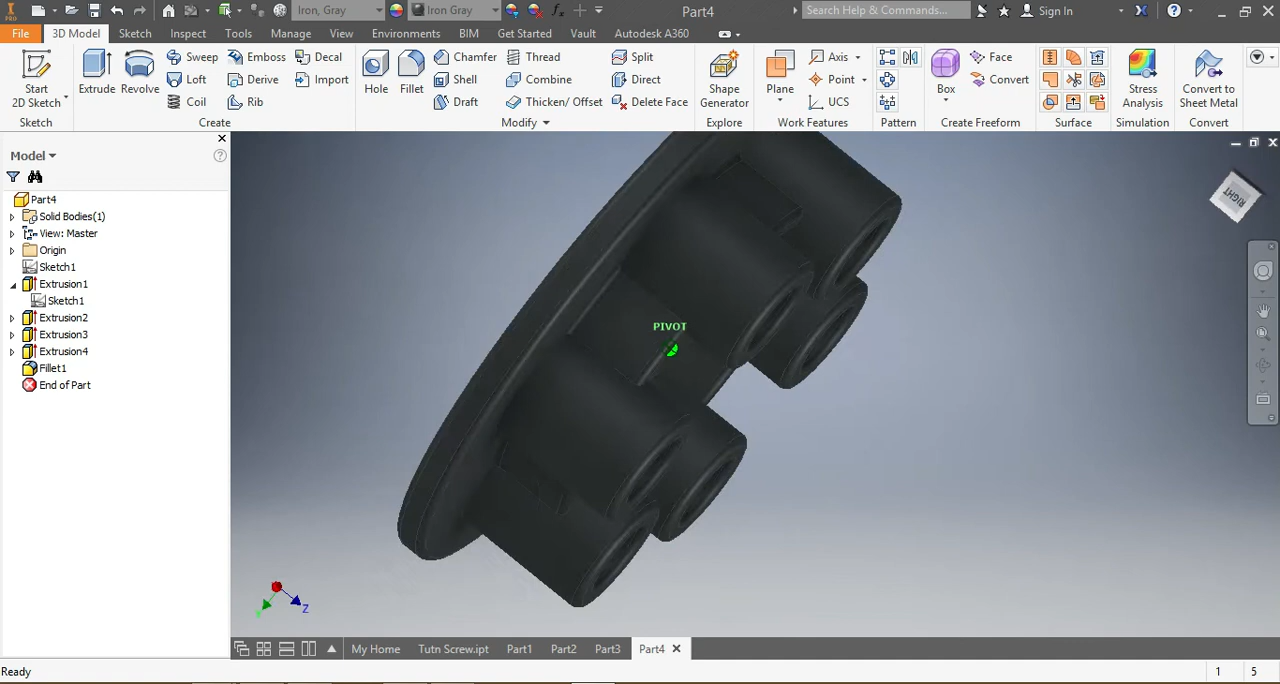 PRO
Iron, Gray
Iron Gray
Part4
Search Help & Commands...
Sign In
File
3D Model
Sketch
Inspect
Tools
Manage
View
Environments
BIM
Get Started
Vault
Autodesk A360
Start
2D Sketch
Extrude
Revolve
Sweep
Emboss
Decal
Loft
Derive
Import
Coil
Rib
Hole
Fillet
Chamfer
Thread
Split
Shell
Combine
Direct
Draft
Thicken/ Offset
Delete Face
Shape
Generator
Plane
Axis
Point
UCS
Box
Face
Convert
Stress
Analysis
Convert to
Sheet Metal
Sketch
Create
Modify
Explore
Work Features
Pattern
Create Freeform
Surface
Simulation
Convert
Model
Part4
Solid Bodies(1)
View: Master
Origin
Sketch1
Extrusion1
Sketch1
Extrusion2
Extrusion3
Extrusion4
Fillet1
End of Part
PIVOT
RIGHT
Z
My Home
Tutn Screw.ipt
Part1
Part2
Part3
Part4
Ready
1
5